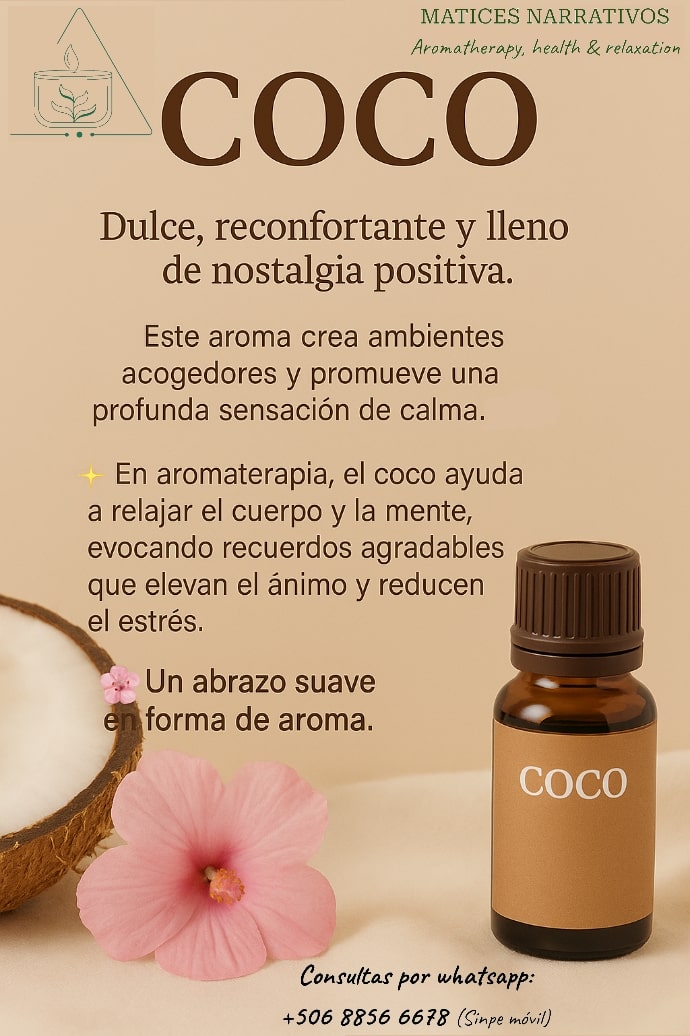 MATICES NARRATIVOS
Aromatherapy, health & relaxation
COCO
Dulce, reconfortante y lleno
de nostalgia positiva.
Este aroma crea ambientes
acogedores y promueve una
profunda sensación de calma.
En aromaterapia, el coco ayuda
a relajar el cuerpo y la mente,
evocando recuerdos agradables
que elevan el ánimo y reducen
el estrés.
Un abrazo suave
en forma de aroma.
COCO
Consultas por whatsapp:
+506 8856 6678 (Sinpe móvil)